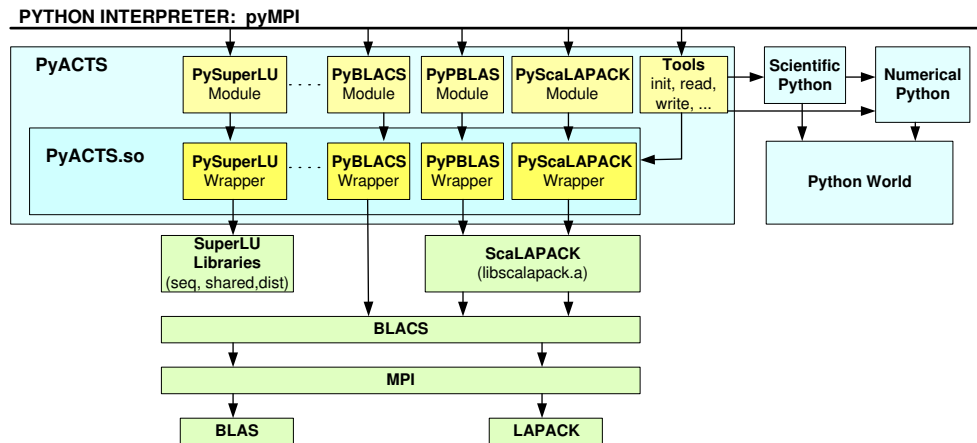 PYTHON INTERPRETER: pyMPI
PyACTS
PySuperLU
Module
. . . .
PyBLACS
Module
PyPBLAS
Module
PyScaLAPACK
Module
Tools
init, read,
write, ...
Scientific
Python
Numerical
Python
PyACTS.so
PySuperLU
Wrapper
. . . .
PyBLACS
Wrapper
PyPBLAS
Wrapper
PyScaLAPACK
Wrapper
Python World
SuperLU
Libraries
(seq, shared,dist)
ScaLAPACK
(libscalapack.a)
BLACS
MPI
BLAS
LAPACK